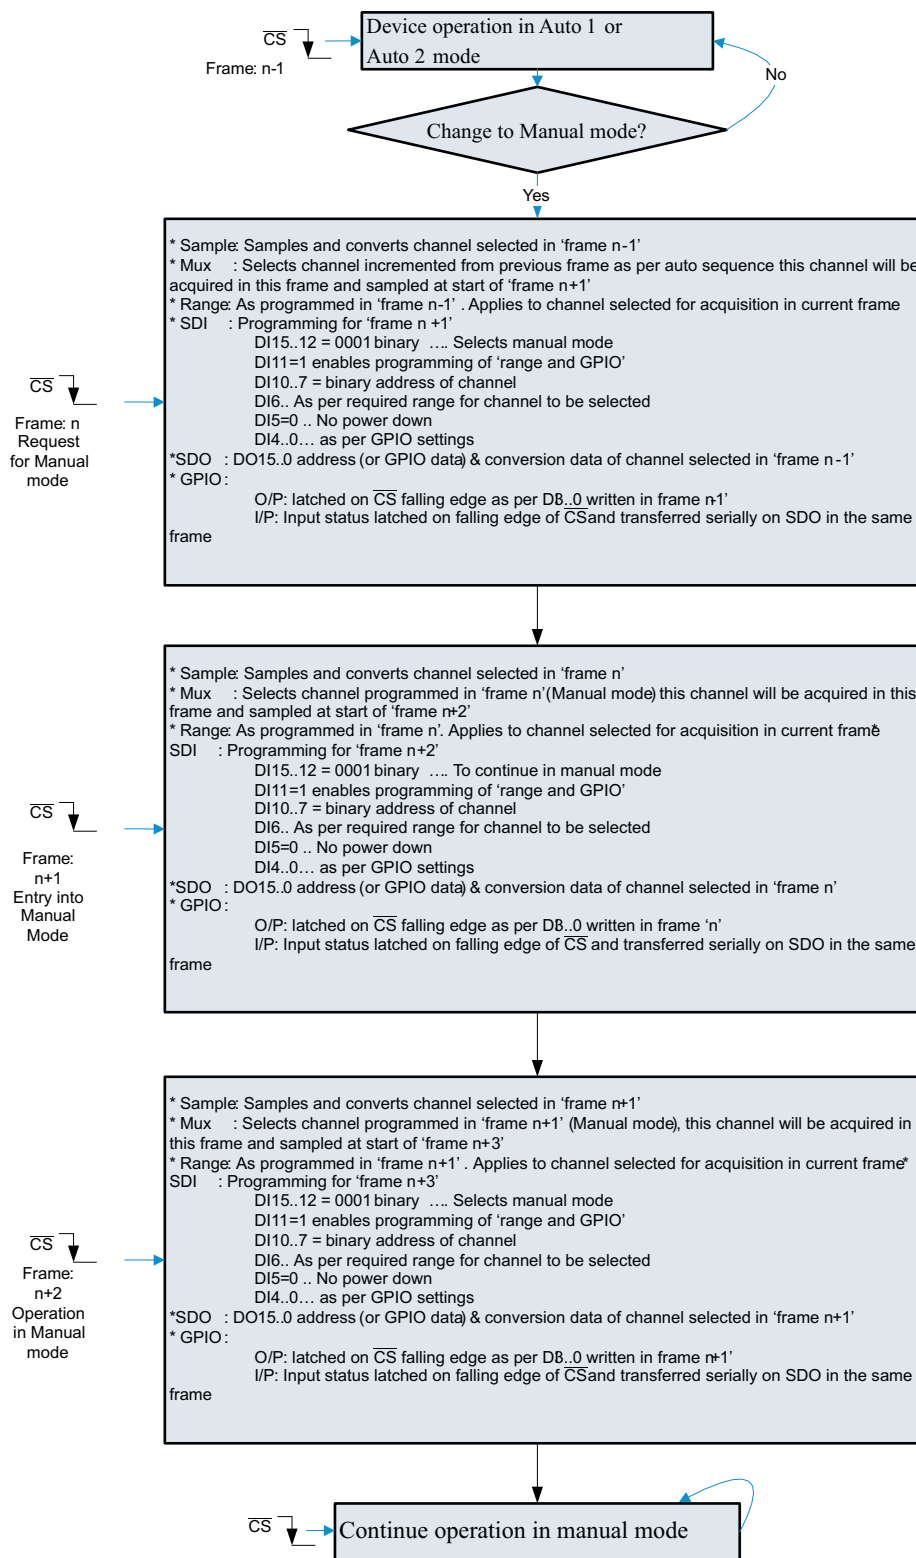 Device operation in Auto 1 or
Auto 2 mode
CS
Frame: n-1
No
Change to Manual mode?
Yes
* Sample: Samples and converts channel selected in ‘frame n-1’
* Mux : Selects channel incremented from previous frame as per auto sequence this channel will be
acquired in this frame and sampled at start of ‘frame n+1’
* Range: As programmed in ‘frame n-1’ . Applies to channel selected for acquisition in current frame
* SDI : Programming for ‘frame n +1’
DI15..12 = 0001 binary …. Selects manual mode
DI11=1 enables programming of ‘range and GPIO’
DI10..7 = binary address of channel
DI6.. As per required range for channel to be selected
DI5=0 .. No power down
DI4..0… as per GPIO settings
*SDO : DO15..0 address (or GPIO data) & conversion data of channel selected in ‘frame n-1’
* GPIO :
O/P: latched on CS falling edge as per DB..0 written in frame n-1’
I/P: Input status latched on falling edge of CS and transferred serially on SDO in the same
frame
CS
Frame: n
Request
for Manual
mode
* Sample: Samples and converts channel selected in ‘frame n’
* Mux : Selects channel programmed in ‘frame n’(Manual mode) this channel will be acquired in this
frame and sampled at start of ‘frame n+2’
* Range: As programmed in ‘frame n’. Applies to channel selected for acquisition in current frame*
SDI : Programming for ‘frame n+2’
DI15..12 = 0001 binary …. To continue in manual mode
DI11=1 enables programming of ‘range and GPIO’
DI10..7 = binary address of channel
DI6.. As per required range for channel to be selected
DI5=0 .. No power down
DI4..0… as per GPIO settings
*SDO : DO15..0 address (or GPIO data) & conversion data of channel selected in ‘frame n’
* GPIO :
O/P: latched on CS falling edge as per DB..0 written in frame ‘n’
I/P: Input status latched on falling edge of CS and transferred serially on SDO in the same
frame
CS
Frame:
n+1
Entry into
Manual
Mode
* Sample: Samples and converts channel selected in ‘frame n+1’
* Mux : Selects channel programmed in ‘frame n+1’ (Manual mode), this channel will be acquired in
this frame and sampled at start of ‘frame n+3’
* Range: As programmed in ‘frame n+1’ . Applies to channel selected for acquisition in current frame*
SDI : Programming for ‘frame n+3’
DI15..12 = 0001 binary …. Selects manual mode
DI11=1 enables programming of ‘range and GPIO’
DI10..7 = binary address of channel
DI6.. As per required range for channel to be selected
DI5=0 .. No power down
DI4..0… as per GPIO settings
*SDO : DO15..0 address (or GPIO data) & conversion data of channel selected in ‘frame n+1’
* GPIO :
O/P: latched on CS falling edge as per DB..0 written in frame n+1’
I/P: Input status latched on falling edge of CS and transferred serially on SDO in the same
frame
CS
Frame:
n+2
Operation
in Manual
mode
CS
Continue operation in manual mode